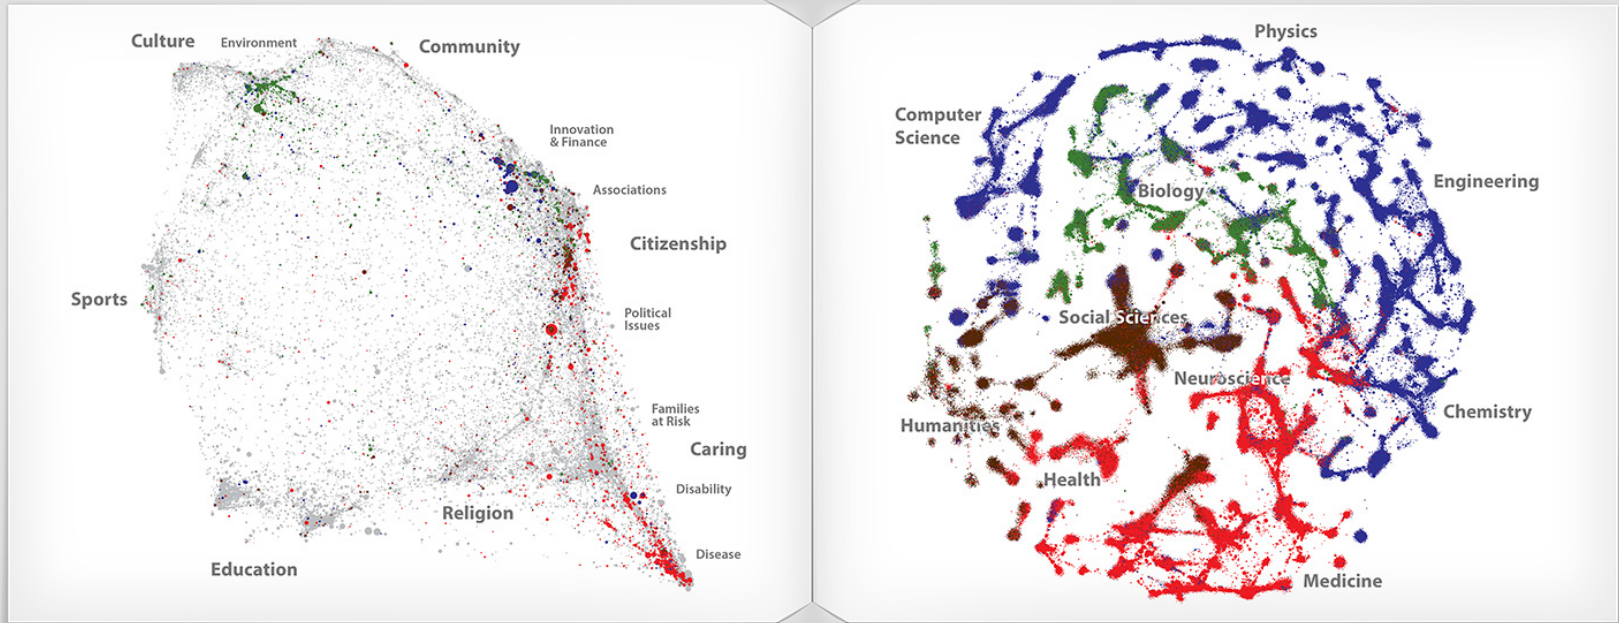 Culture
Environment
Community
Innovation
& Finance
Associations
Citizenship
Sports
Political
Issues
Families
at Risk
Caring
Disability
Religion
Disease
Education
Physics
Computer
Science
Engineering
Biology
Social Sciences
Neuroscience
Chemistry
Humanities
Health
Medicine